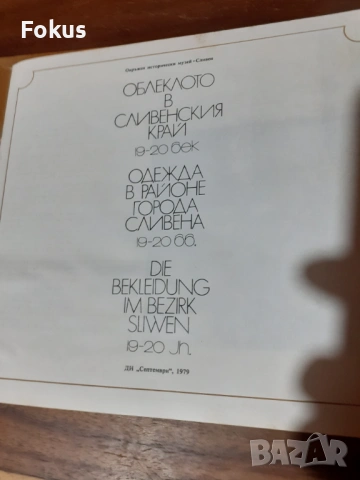 Fokus
Окръжен исторически музей - Сливен
ОБЛЕКЛОТО
В
СЛИВЕНСКИЯ
КРАЙ
19-20 век
ОДЕЖДА
В РАЙОНЕ
ГОРОДА
СЛИВЕНА
19-20 вв.
DIE
BEKLEIDUNG
IM BEZIRK
SLIWEN
19-20 Jh.
ДИ „Септември", 1979
BAZAR